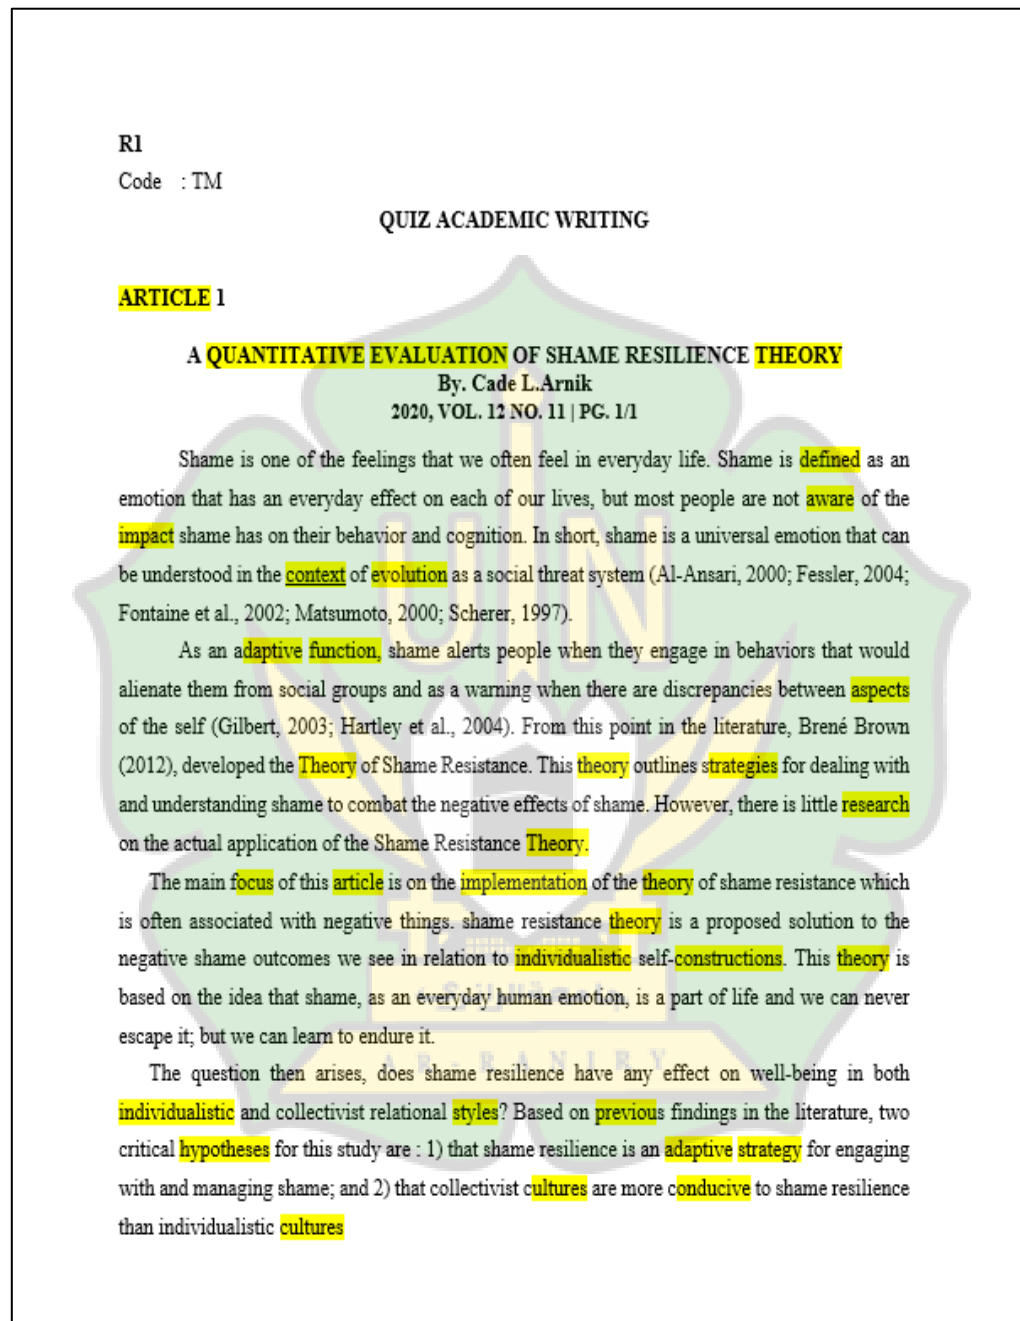 R1
Code : TM
QUIZ ACADEMIC WRITING
ARTICLE 1
A QUANTITATIVE EVALUATION OF SHAME RESILIENCE THEORY
By. Cade L.Arnik
2020, VOL. 12 NO. 11 | PG. 1/1
Shame is one of the feelings that we often feel in everyday life. Shame is defined as an
emotion that has an everyday effect on each of our lives, but most people are not aware of the
impact shame has on their behavior and cognition. In short, shame is a universal emotion that can
be understood in the context of evolution as a social threat system (Al-Ansari, 2000; Fessler, 2004;
Fontaine et al., 2002; Matsumoto, 2000; Scherer, 1997).
As an adaptive function, shame alerts people when they engage in behaviors that would
alienate them from social groups and as a warning when there are discrepancies between aspects
of the self (Gilbert, 2003; Hartley et al., 2004). From this point in the literature, Brené Brown
(2012), developed the Theory of Shame Resistance. This theory outlines strategies for dealing with
and understanding shame to combat the negative effects of shame. However, there is little research
on the actual application of the Shame Resistance Theory.
The main focus of this article is on the implementation of the theory of shame resistance which
is often associated with negative things. shame resistance theory is a proposed solution to the
negative shame outcomes we see in relation to individualistic self-constructions. This theory is
based on the idea that shame, as an everyday human emotion, is a part of life and we can never
escape it; but we can learn to endure it.
The question then arises, does shame resilience have any effect on well-being in both
individualistic and collectivist relational styles? Based on previous findings in the literature, two
critical hypotheses for this study are : 1) that shame resilience is an adaptive strategy for engaging
with and managing shame; and 2) that collectivist cultures are more conducive to shame resilience
than individualistic cultures
UIN
AR-RANIRY